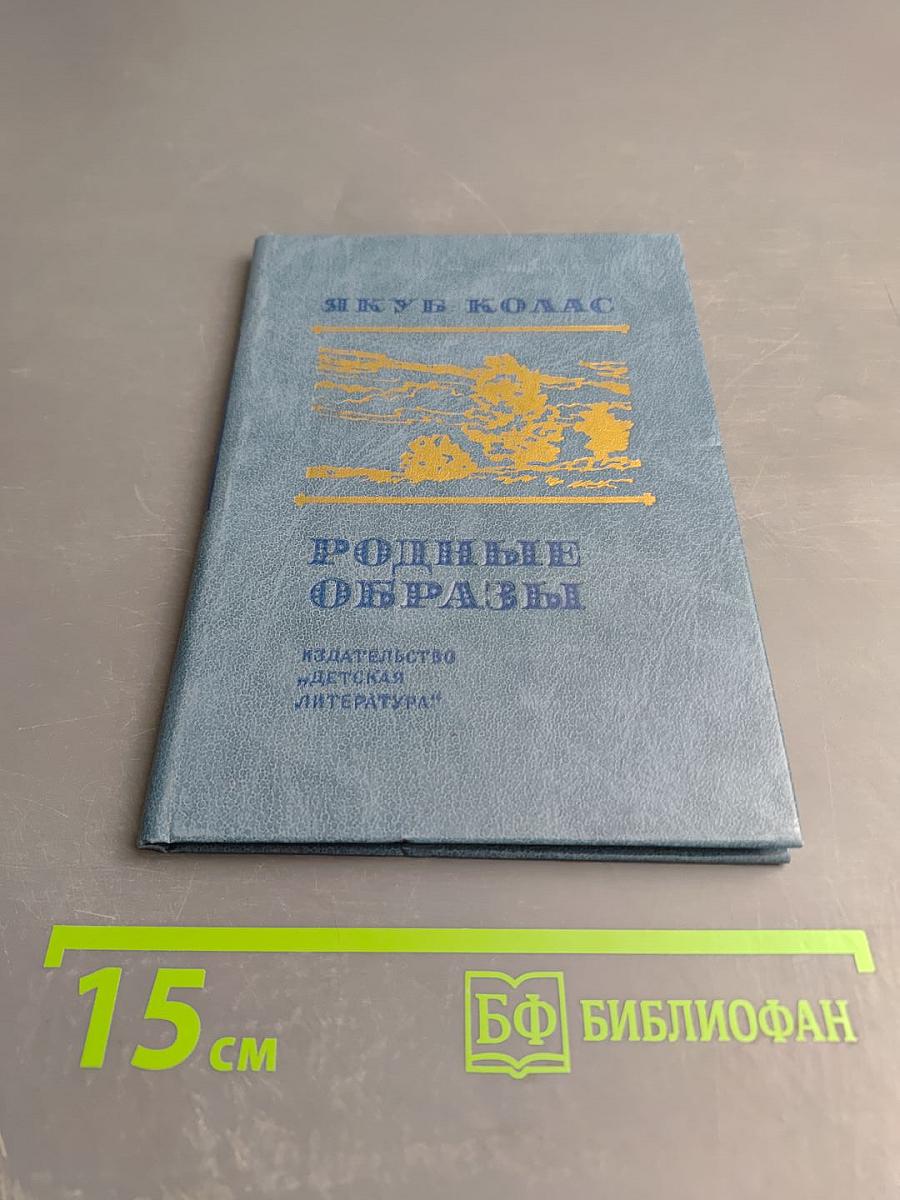 ЯКУБ КОЛАС
РОДНЫЕ
ОБРАЗЫ
ИЗДАТЕЛЬСТВО
„ДЕТСКАЯ
ЛИТЕРАТУРА"
15 см
БФ БИБЛИОФАН